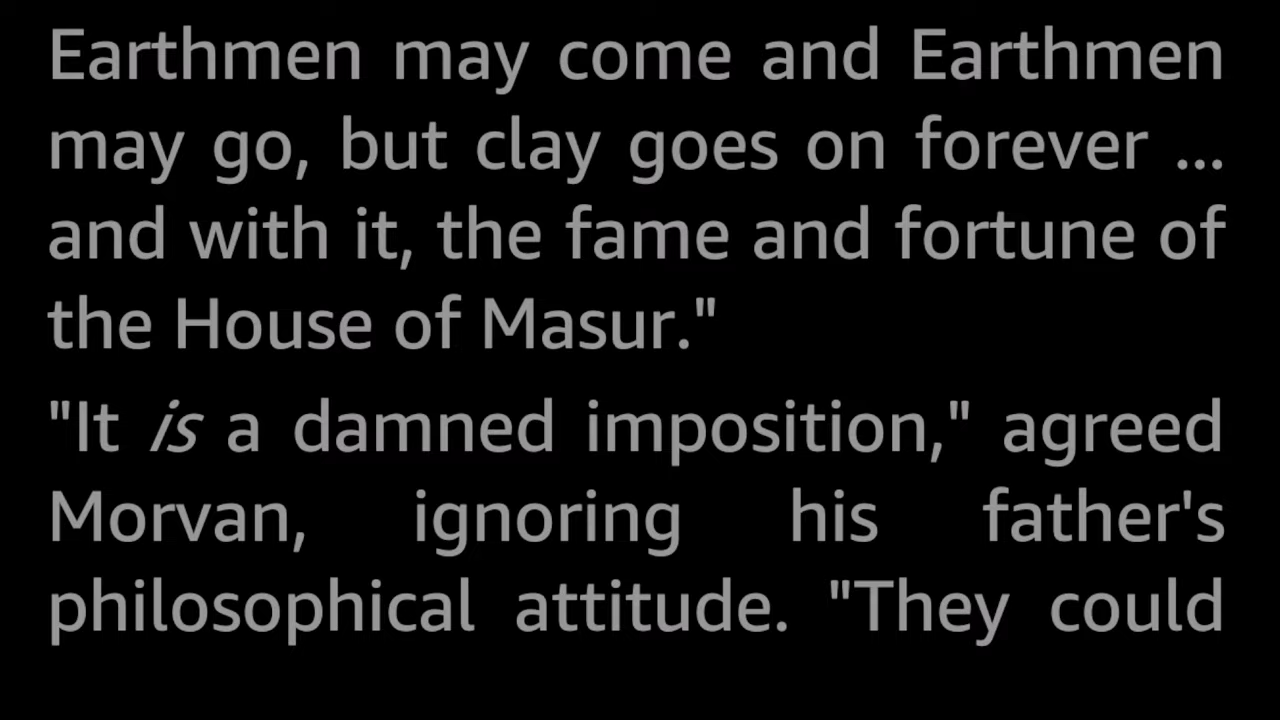 Earthmen may come and Earthmen
may go, but clay goes on forever ...
and with it, the fame and fortune of
the House of Masur."
"It is a damned imposition," agreed
Morvan, ignoring his father's
philosophical attitude. "They could